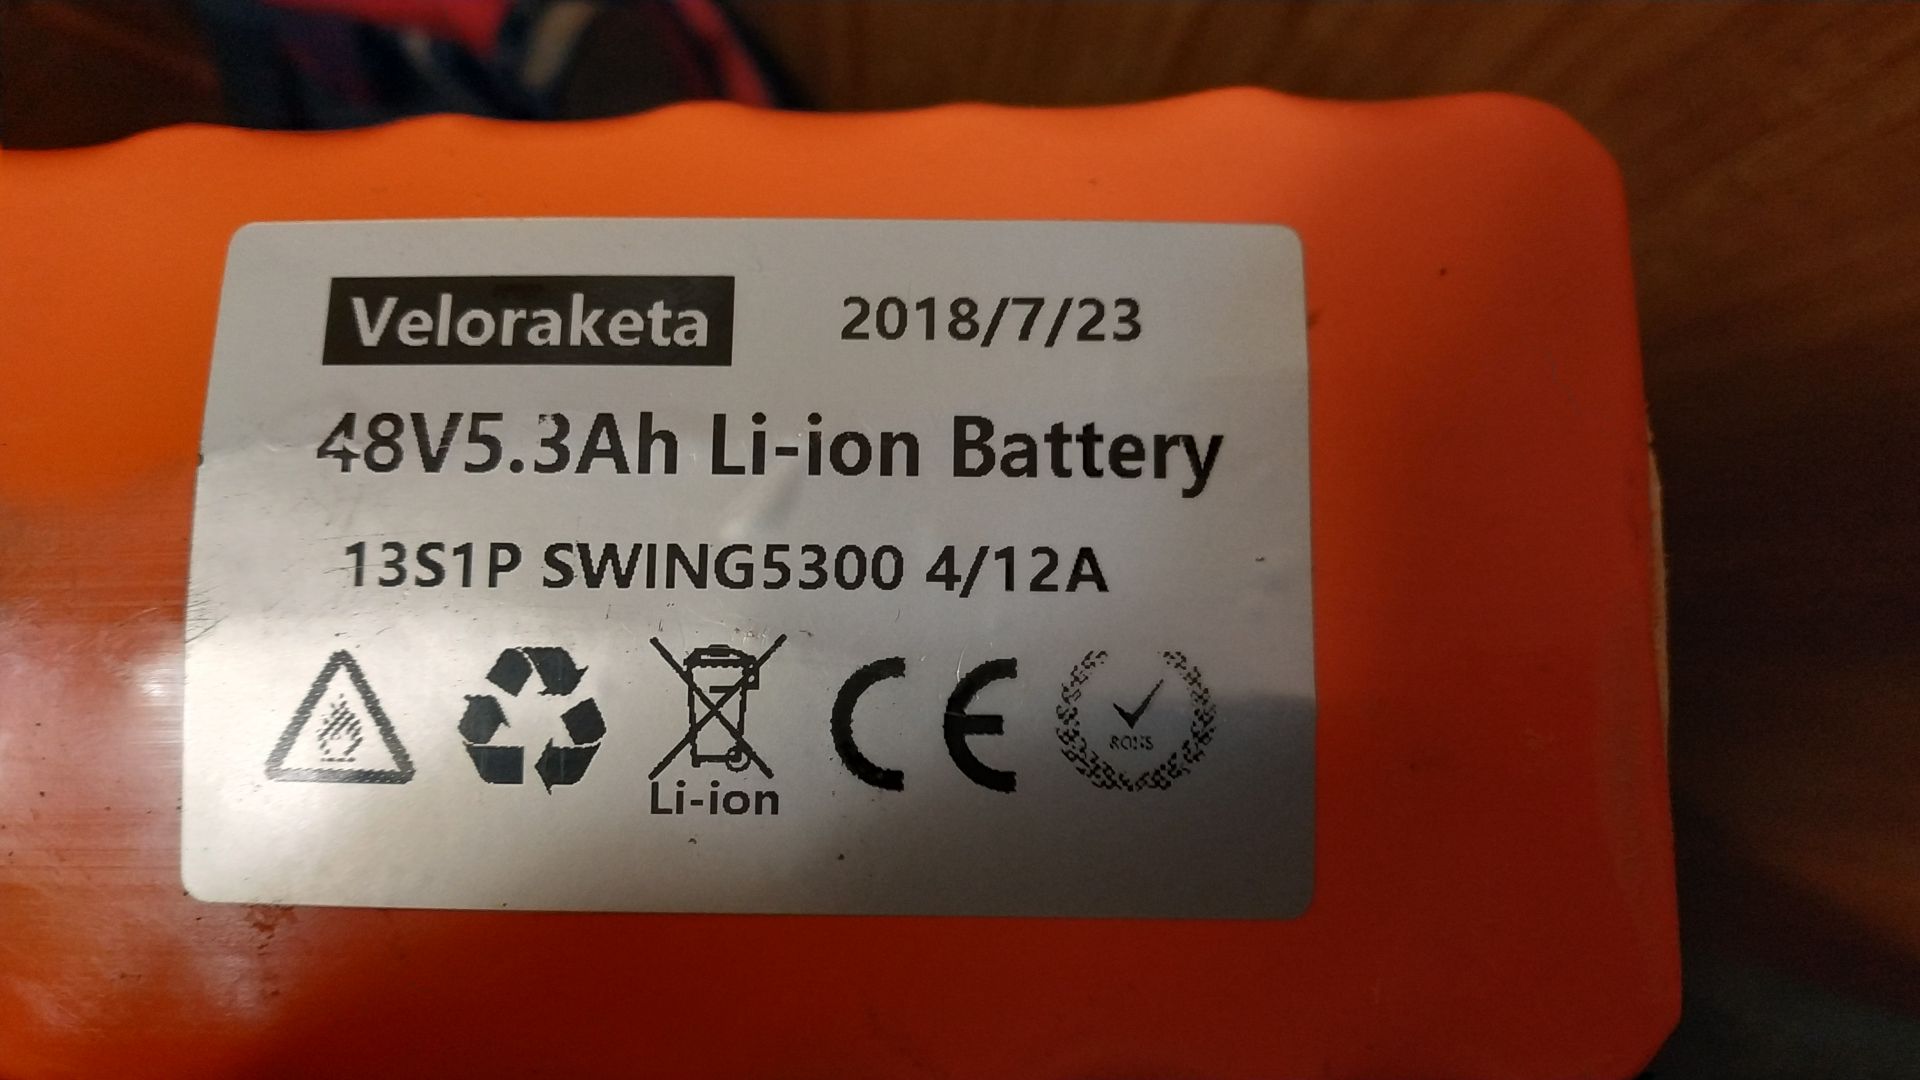 Veloraketa 2018/7/23
48V5.3Ah Li-ion Battery
13S1P SWING5300 4/12A
CE
Li-ion